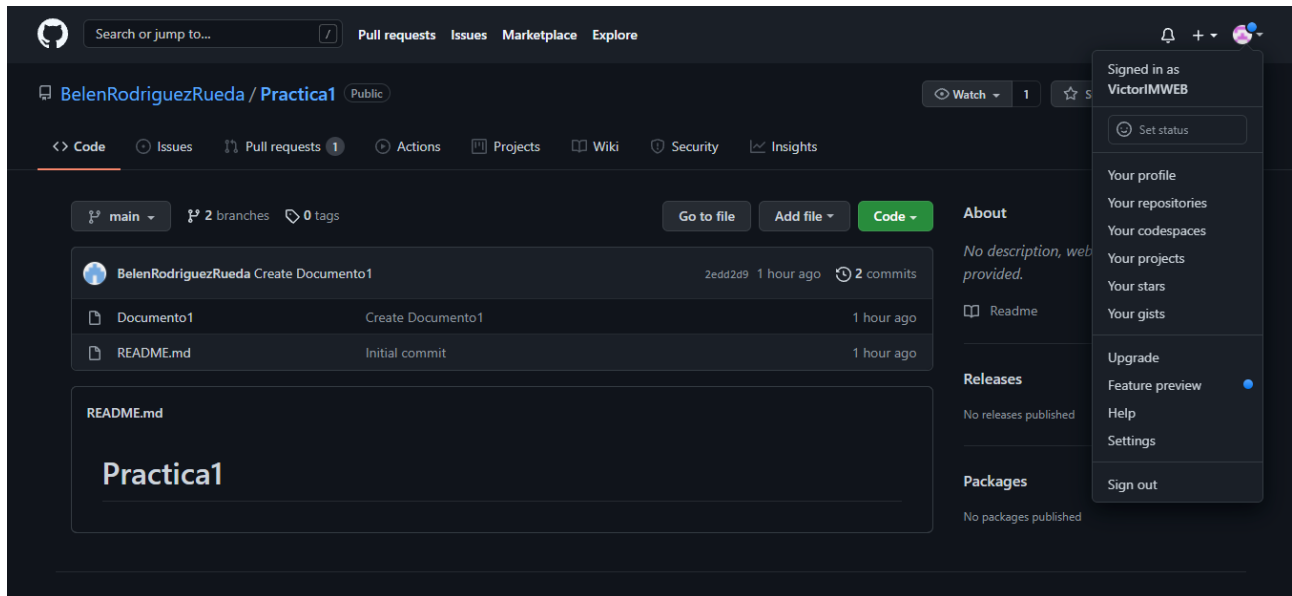 Search or jump to... / Pull requests Issues Marketplace Explore
BelenRodriguezRueda / Practica1 Public
Watch 1
Code Issues Pull requests 1 Actions Projects Wiki Security Insights
main 2 branches 0 tags Go to file Add file Code
BelenRodriguezRueda Create Documento1 2edd2d9 1 hour ago 2 commits
Documento1 Create Documento1 1 hour ago
README.md Initial commit 1 hour ago
README.md
Practica1
About
No description, web
provided.
Readme
Releases
No releases published
Packages
No packages published
Signed in as
VictorIMWEB
Set status
Your profile
Your repositories
Your codespaces
Your projects
Your stars
Your gists
Upgrade
Feature preview
Help
Settings
Sign out